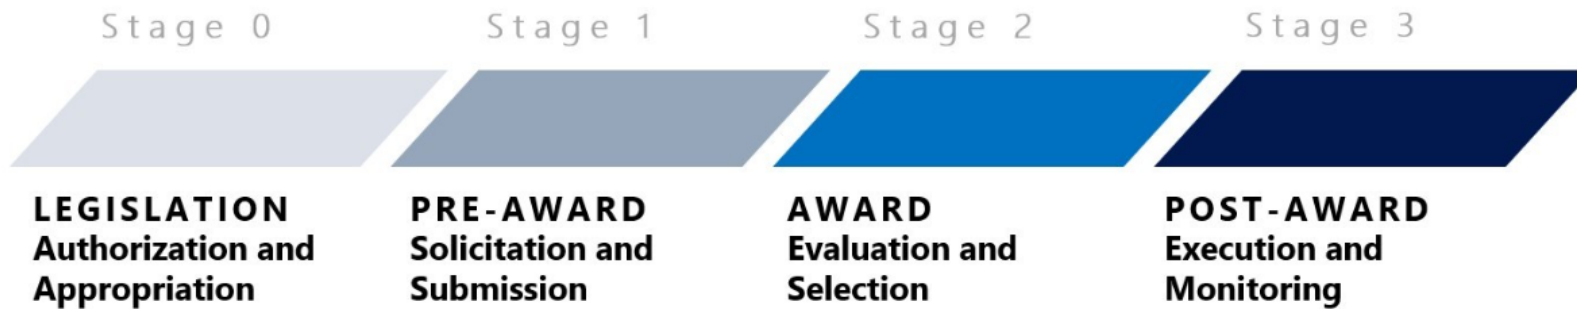 Stage 0
Stage 1
Stage 2
Stage 3
LEGISLATION
Authorization and
Appropriation
PRE-AWARD
Solicitation and
Submission
AWARD
Evaluation and
Selection
POST-AWARD
Execution and
Monitoring